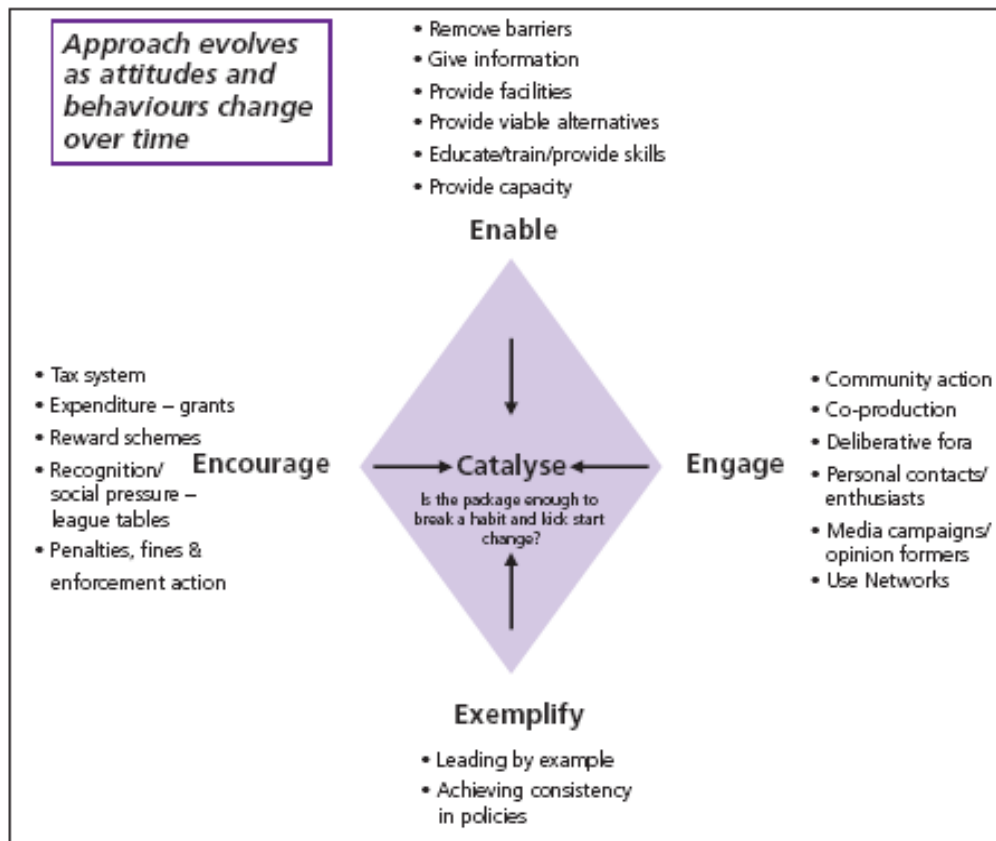 Approach evolves
as attitudes and
behaviours change
over time
• Remove barriers
• Give information
• Provide facilities
• Provide viable alternatives
• Educate/train/provide skills
• Provide capacity
Enable
• Tax system
• Expenditure – grants
• Reward schemes
• Recognition/
social pressure –
league tables
• Penalties, fines &
enforcement action
Encourage
Catalyse
Is the package enough to
break a habit and kick start
change?
Engage
• Community action
• Co-production
• Deliberative fora
• Personal contacts/
enthusiasts
• Media campaigns/
opinion formers
• Use Networks
Exemplify
• Leading by example
• Achieving consistency
in policies